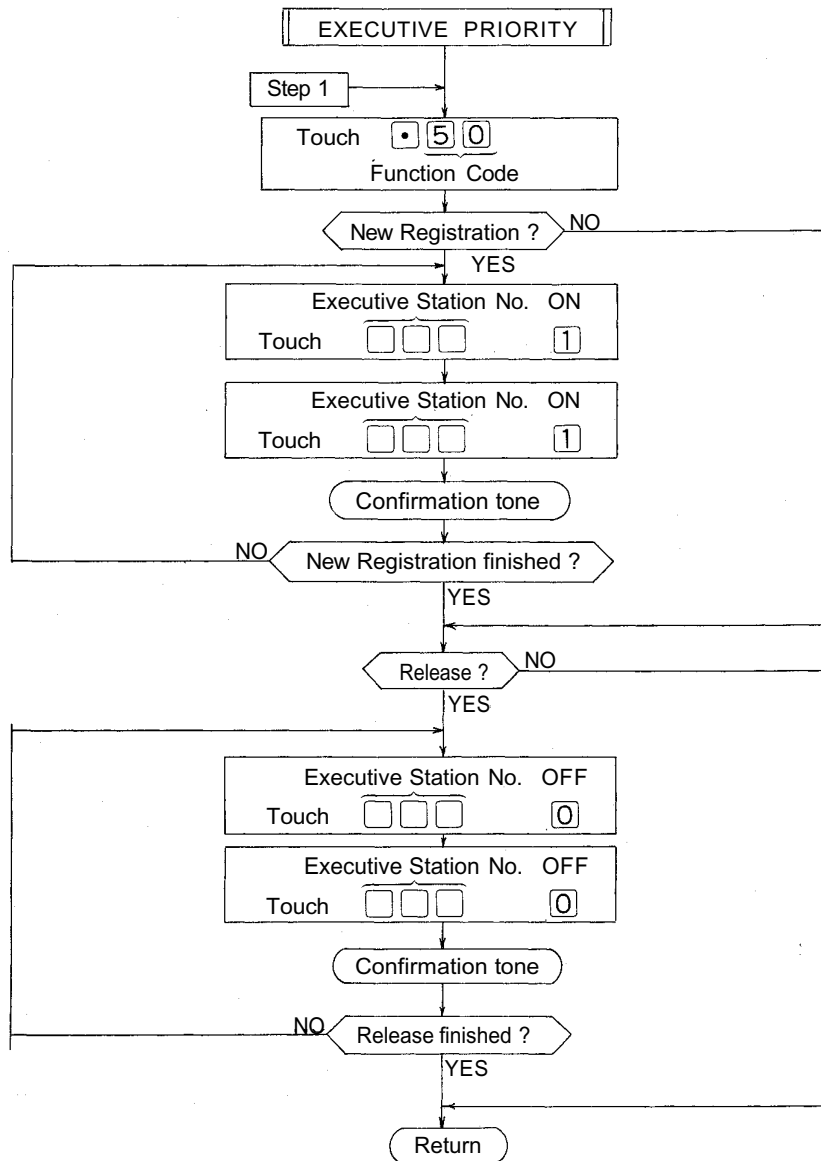 EXECUTIVE PRIORITY
Step 1
Touch • 5 0
Function Code
New Registration ? NO
YES
Executive Station No. ON
Touch 1
Executive Station No. ON
Touch 1
Confirmation tone
NO New Registration finished ?
YES
Release ? NO
YES
Executive Station No. OFF
Touch 0
Executive Station No. OFF
Touch 0
Confirmation tone
NO Release finished ?
YES
Return